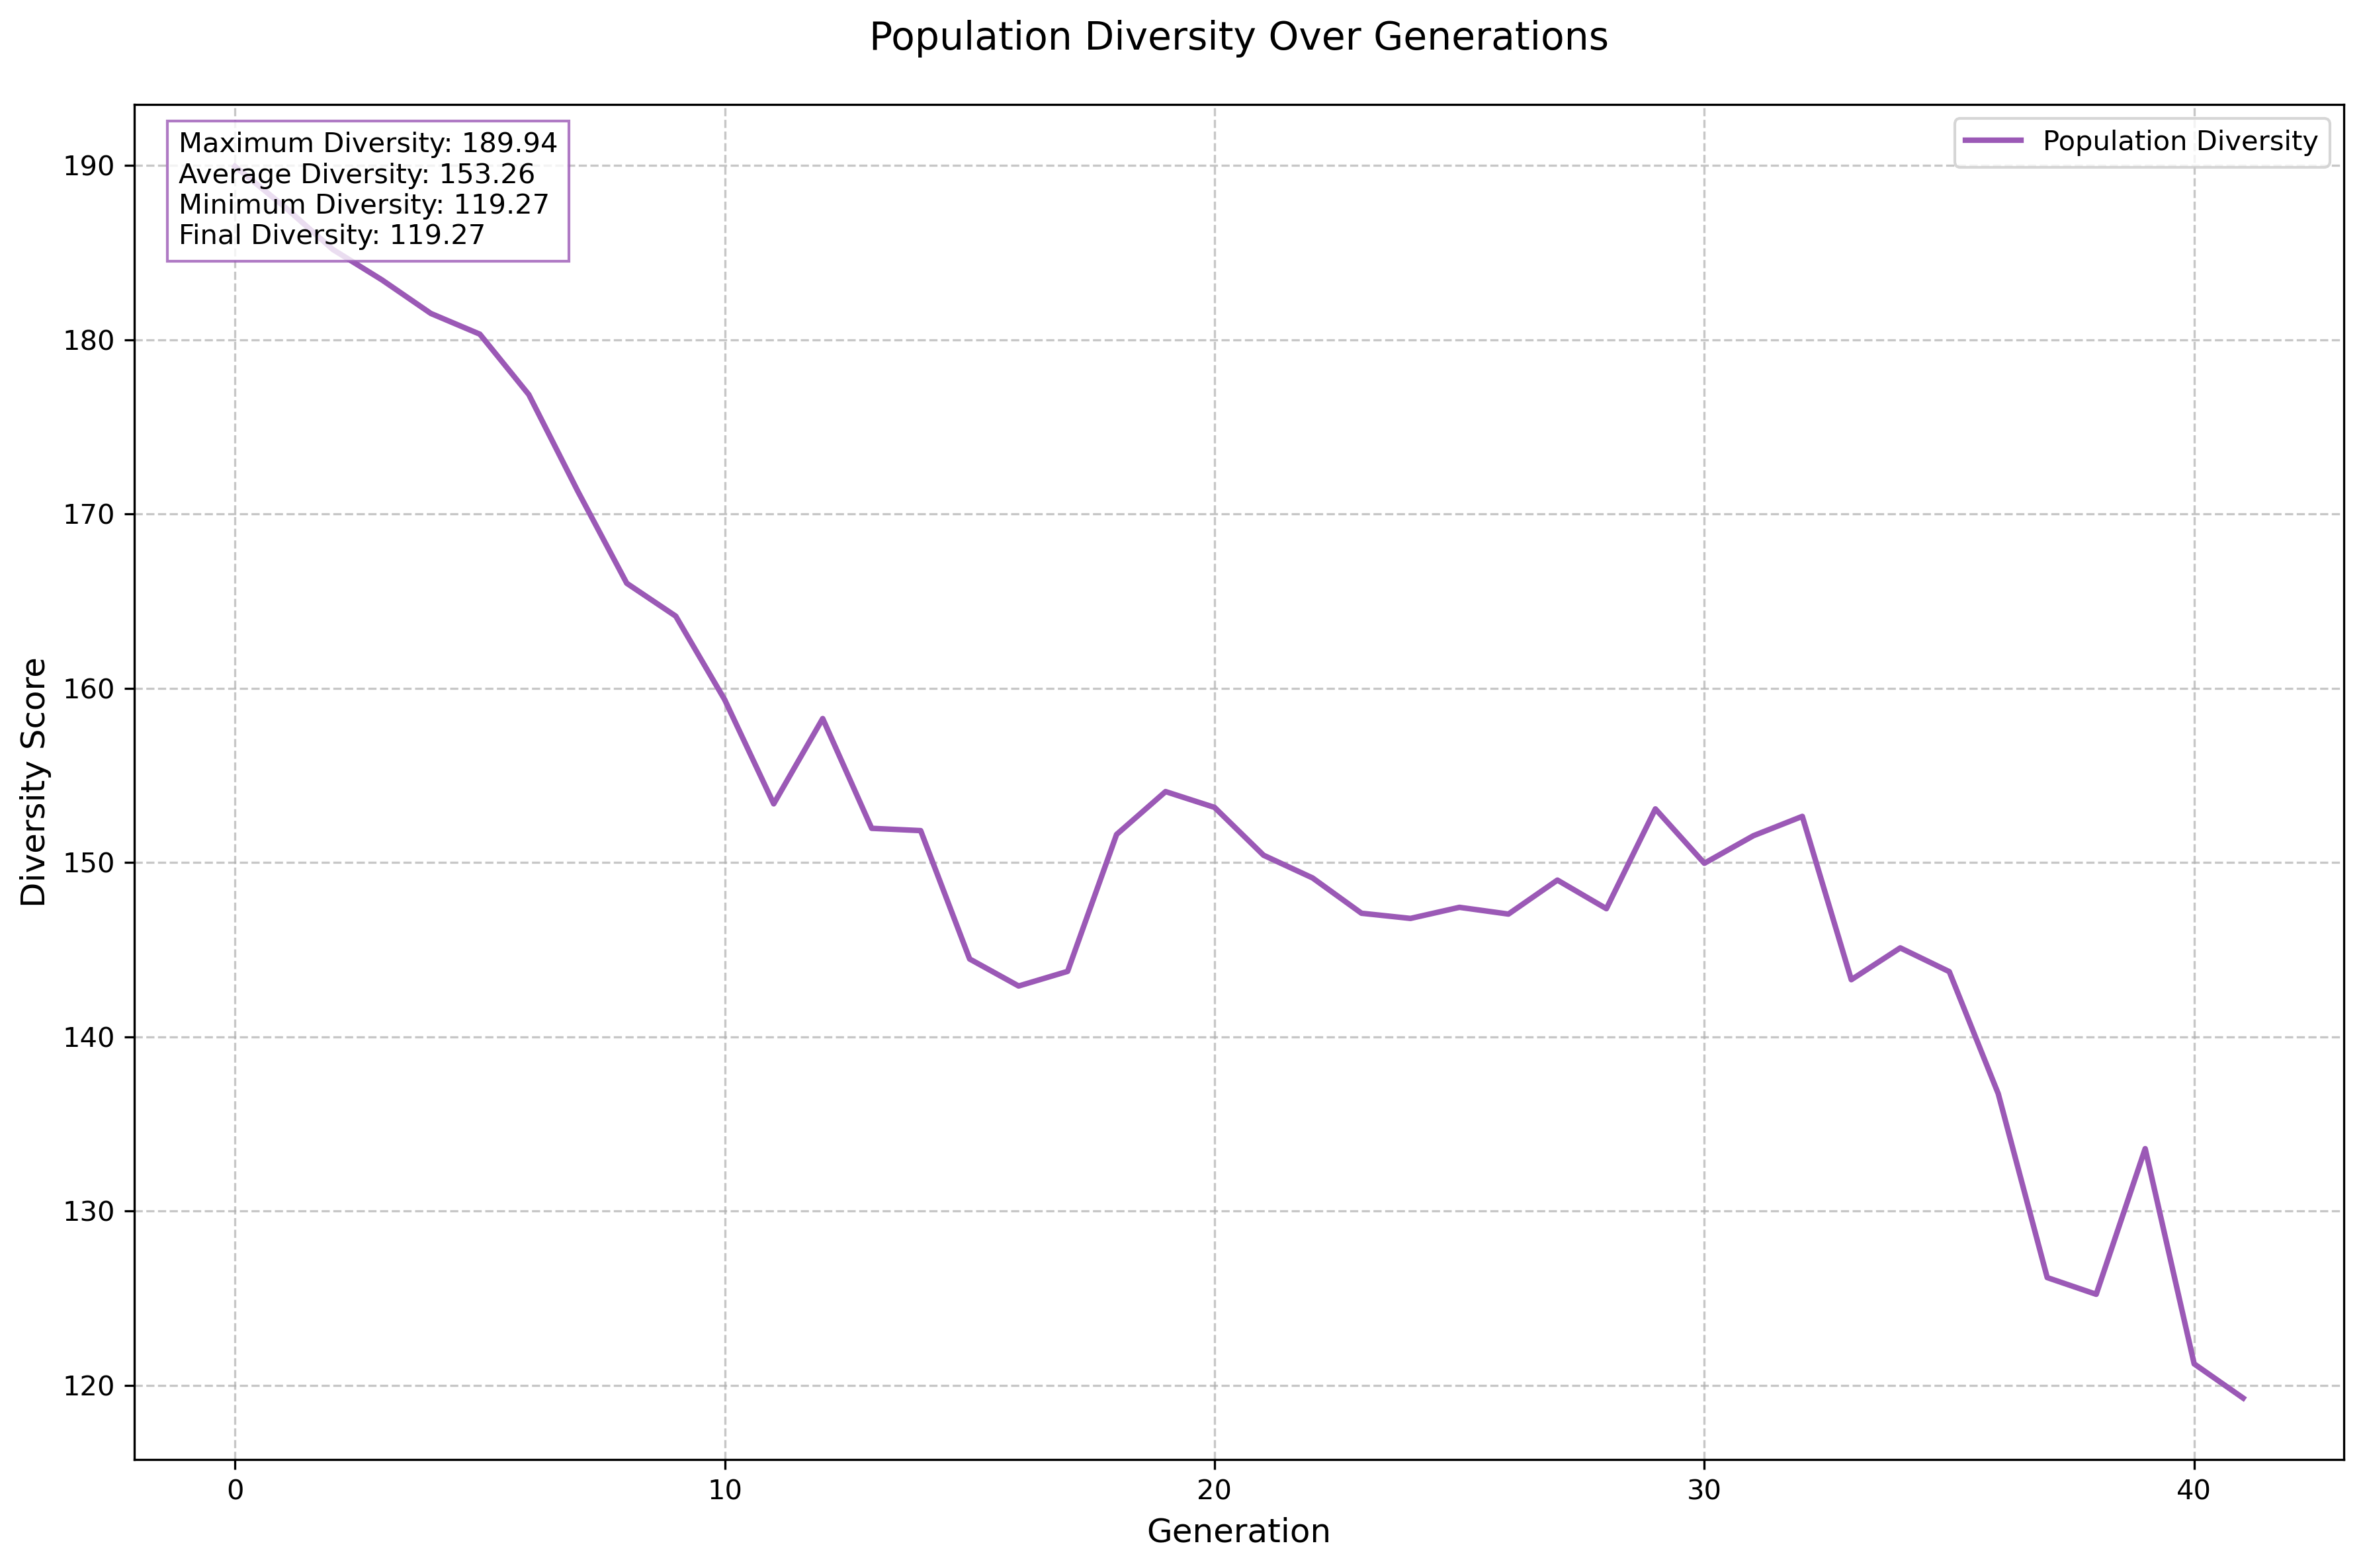 Population Diversity Over Generations
Maximum Diversity: 189.94
Average Diversity: 153.26
Minimum Diversity: 119.27
Final Diversity: 119.27
Population Diversity
190
180
170
160
150
140
130
120
Diversity Score
0 10 20 30 40
Generation